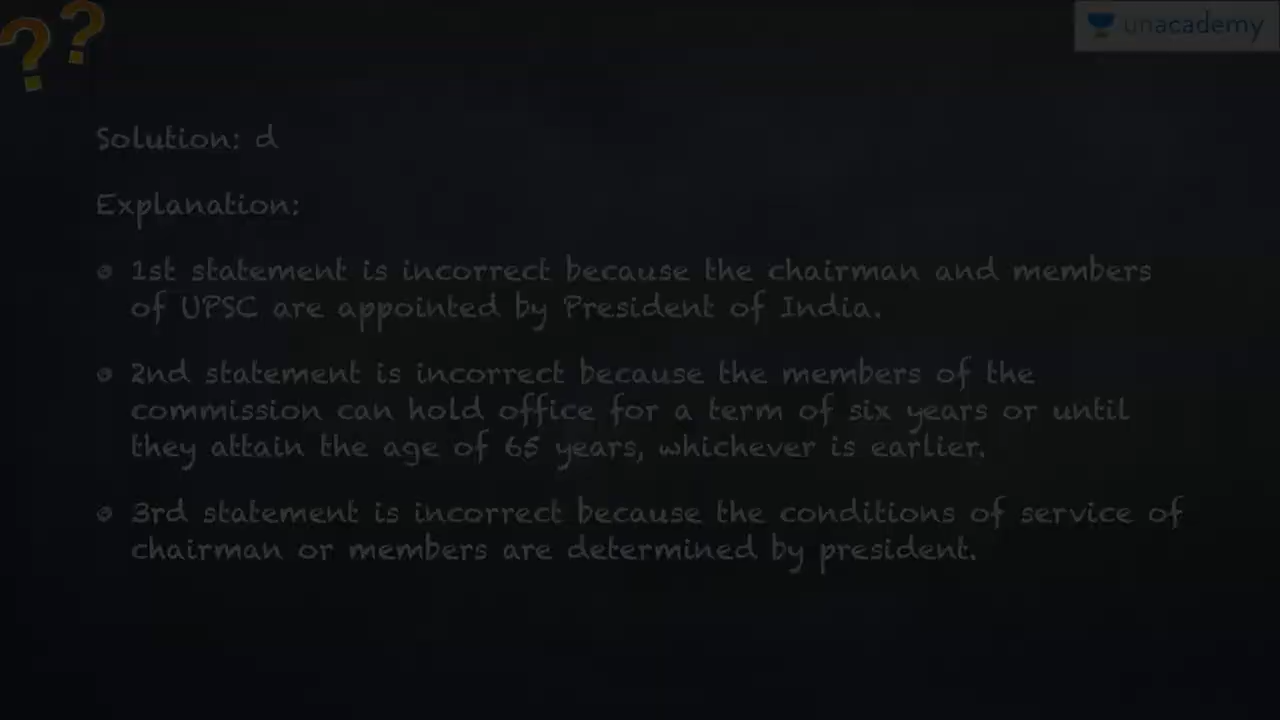 unacademy
Solution: d
Explanation:
1st statement is incorrect because the chairman and members
of UPSC are appointed by President of India.
2nd statement is incorrect because the members of the
commission can hold office for a term of six years or until
they attain the age of 65 years, whichever is earlier.
3rd statement is incorrect because the conditions of service of
chairman or members are determined by president.